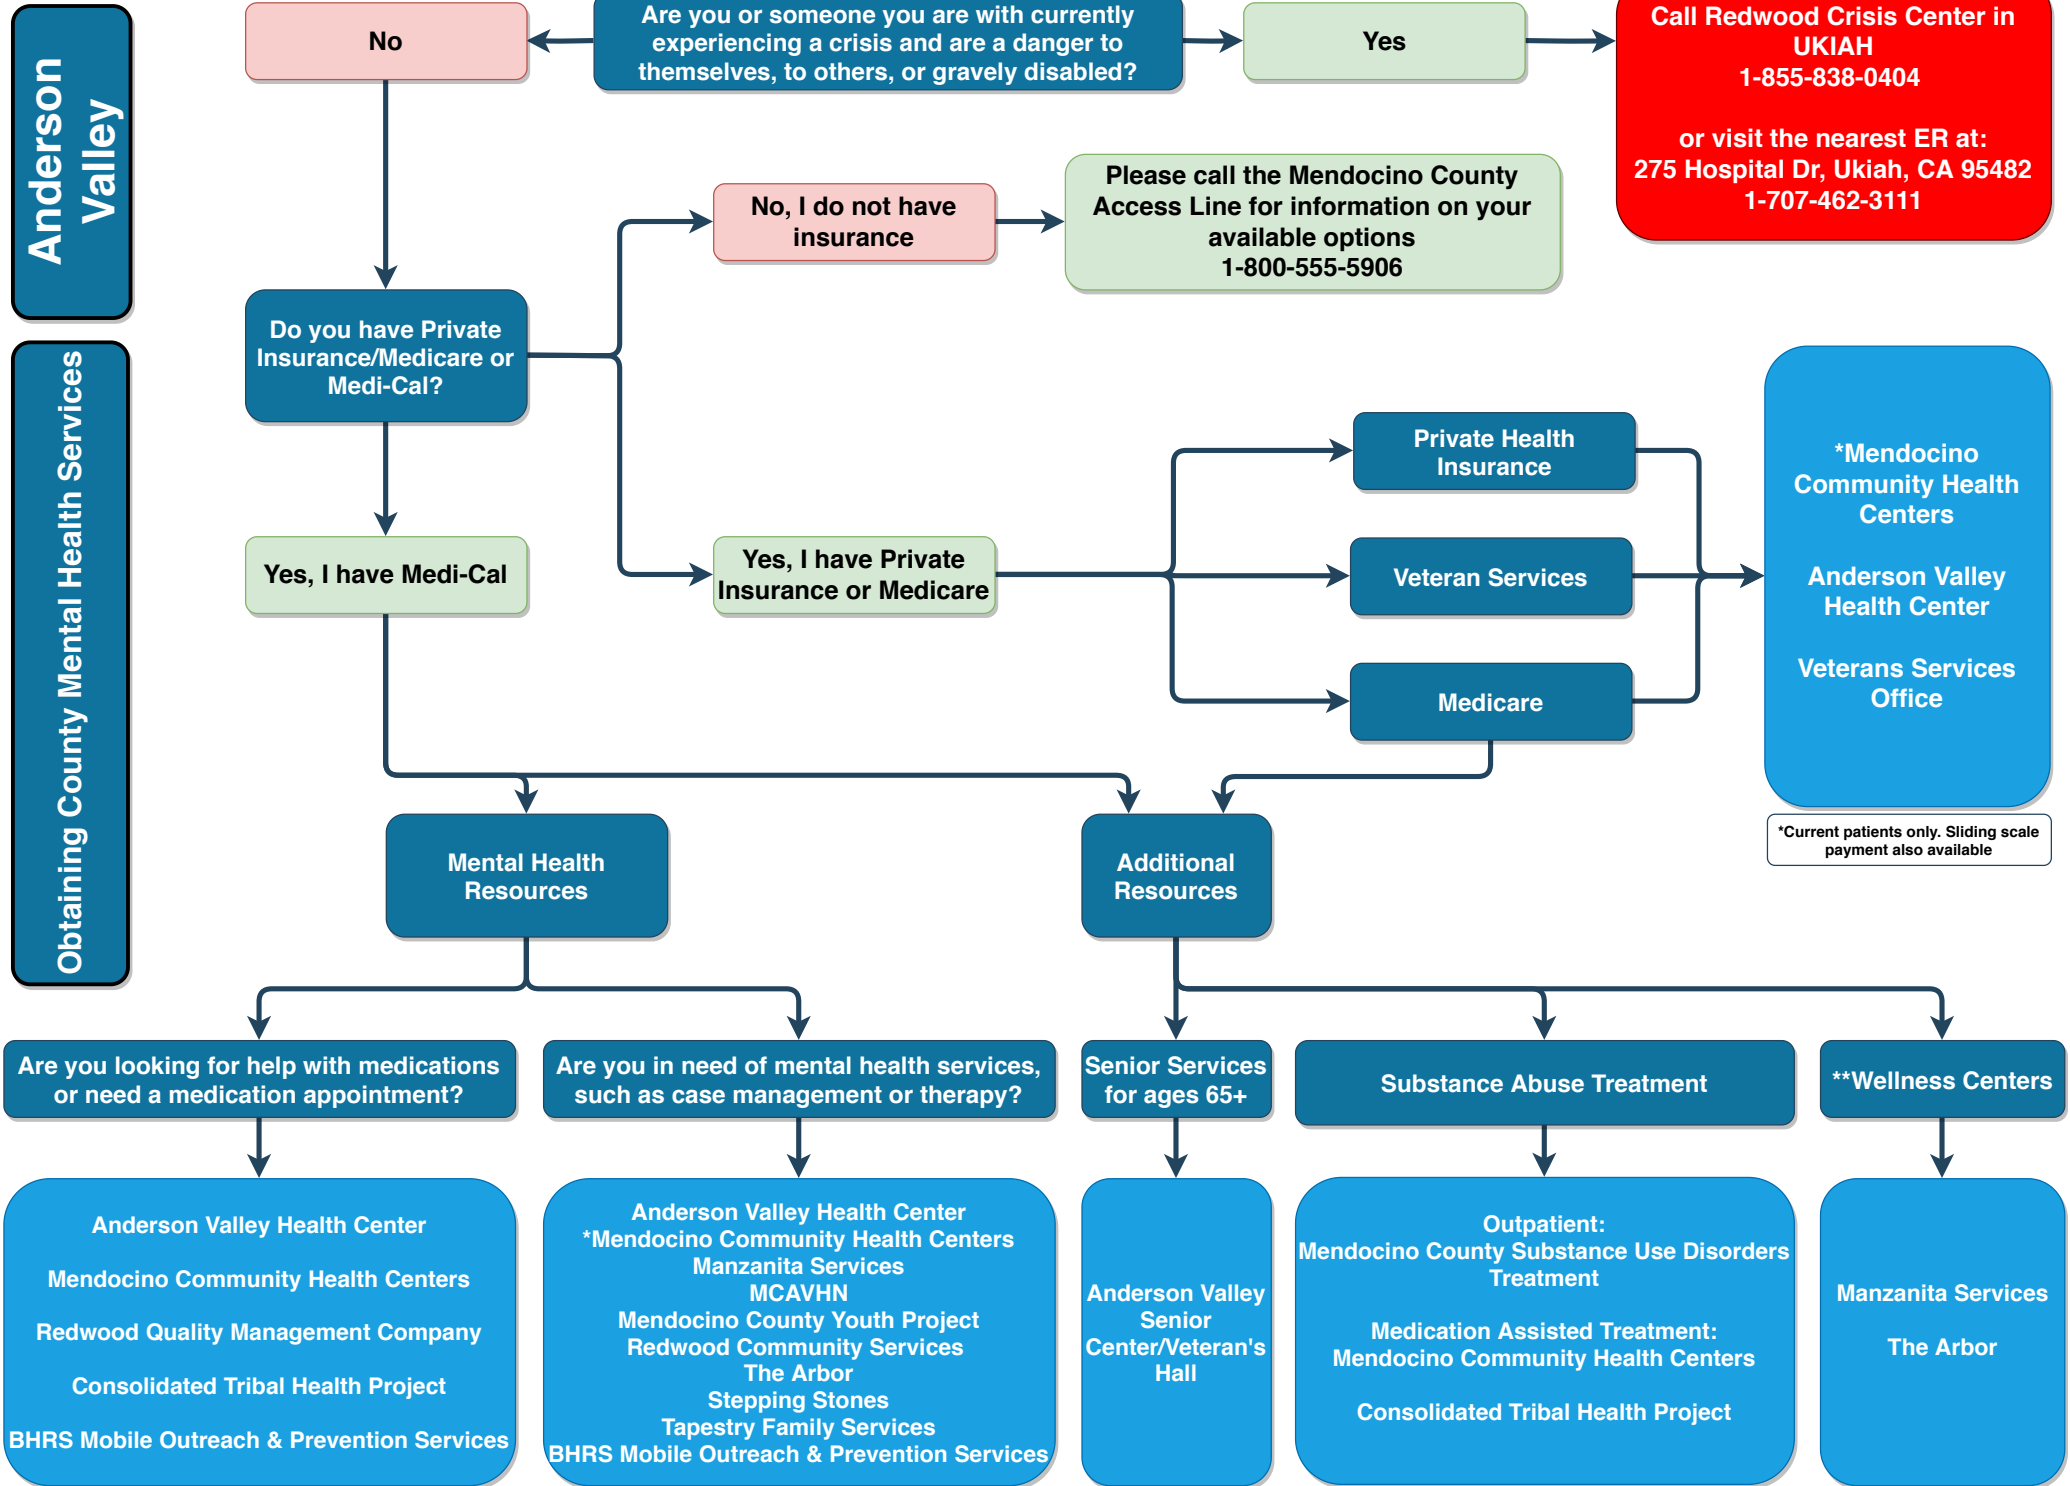 Anderson
Valley
No
Are you or someone you are with currently
experiencing a crisis and are a danger to
themselves, to others, or gravely disabled?
Yes
Call Redwood Crisis Center in
UKIAH
1-855-838-0404
or visit the nearest ER at:
275 Hospital Dr, Ukiah, CA 95482
1-707-462-3111
No, I do not have
insurance
Please call the Mendocino County
Access Line for information on your
available options
1-800-555-5906
Obtaining County Mental Health Services
Do you have Private
Insurance/Medicare or
Medi-Cal?
Yes, I have Medi-Cal
Yes, I have Private
Insurance or Medicare
Private Health
Insurance
Veteran Services
Medicare
*Mendocino
Community Health
Centers
Anderson Valley
Health Center
Veterans Services
Office
*Current patients only. Sliding scale
payment also available
Mental Health
Resources
Additional
Resources
Are you looking for help with medications
or need a medication appointment?
Are you in need of mental health services,
such as case management or therapy?
Senior Services
for ages 65+
Substance Abuse Treatment
**Wellness Centers
Anderson Valley Health Center
Mendocino Community Health Centers
Redwood Quality Management Company
Consolidated Tribal Health Project
BHRS Mobile Outreach & Prevention Services
Anderson Valley Health Center
*Mendocino Community Health Centers
Manzanita Services
MCAVHN
Mendocino County Youth Project
Redwood Community Services
The Arbor
Stepping Stones
Tapestry Family Services
BHRS Mobile Outreach & Prevention Services
Anderson Valley
Senior
Center/Veteran's
Hall
Outpatient:
Mendocino County Substance Use Disorders
Treatment
Medication Assisted Treatment:
Mendocino Community Health Centers
Consolidated Tribal Health Project
Manzanita Services
The Arbor